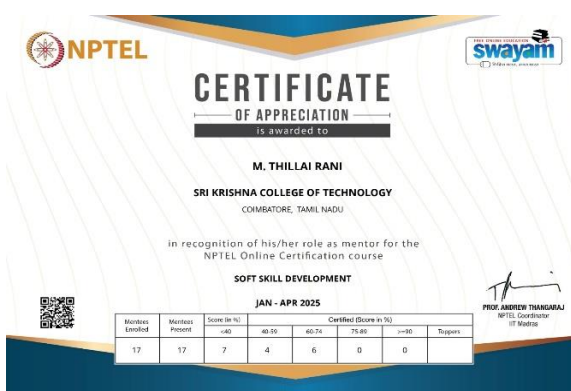 NPTEL
FREE ONLINE EDUCATION
swayam
CERTIFICATE
OF APPRECIATION
is awarded to
M. THILLAI RANI
SRI KRISHNA COLLEGE OF TECHNOLOGY
COIMBATORE, TAMIL NADU
in recognition of his/her role as mentor for the
NPTEL Online Certification course
SOFT SKILL DEVELOPMENT
JAN - APR 2025
PROF. ANDREW THANGARAJ
NPTEL Coordinator
IIT Madras
Mentees Enrolled Mentees Present Score (in %) Certified (Score in %)
<40 40-59 60-74 75-89 >=90 Toppers
17 17 7 4 6 0 0